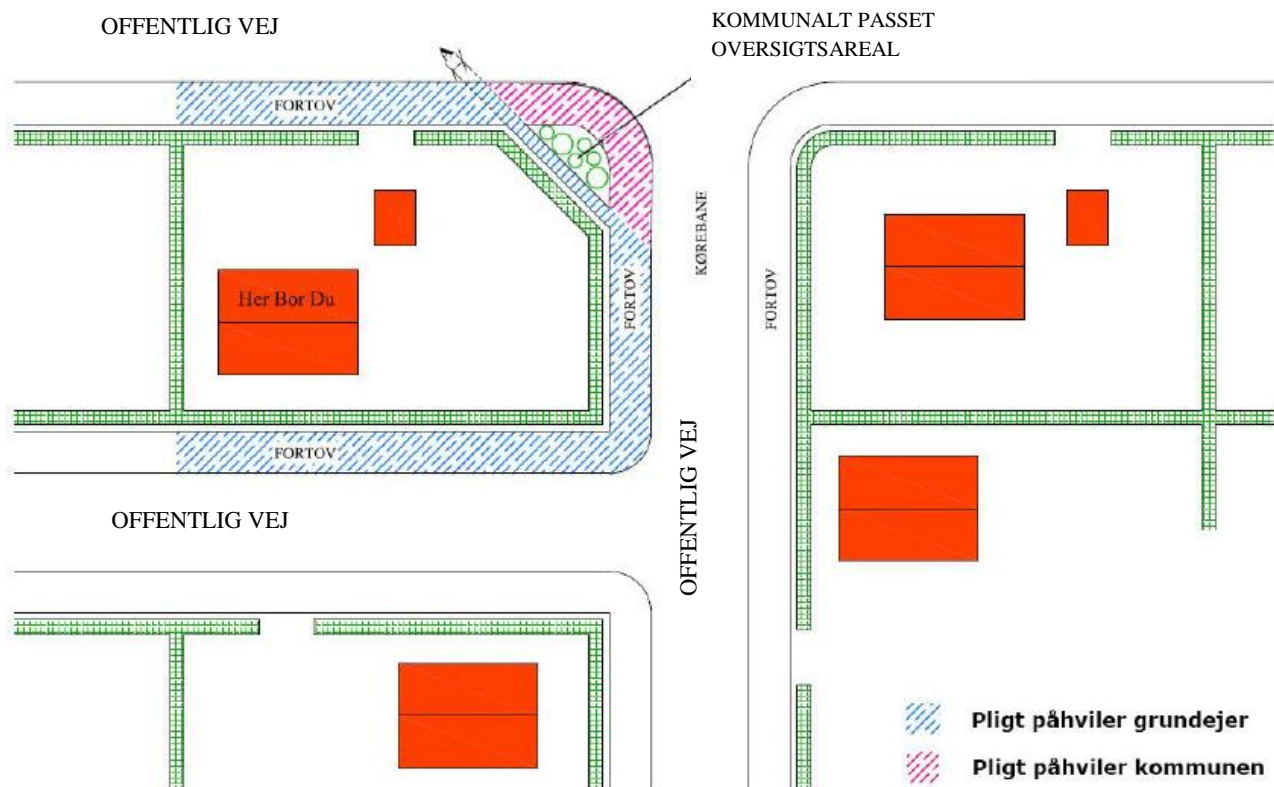 OFFENTLIG VEJ
KOMMUNALT PASSET
OVERSIGTSAREAL
FORTOV
KØREBANE
FORTOV
FORTOV
Her Bor Du
FORTOV
OFFENTLIG VEJ
OFFENTLIG VEJ
Pligt påhviler grundejer
Pligt påhviler kommunen